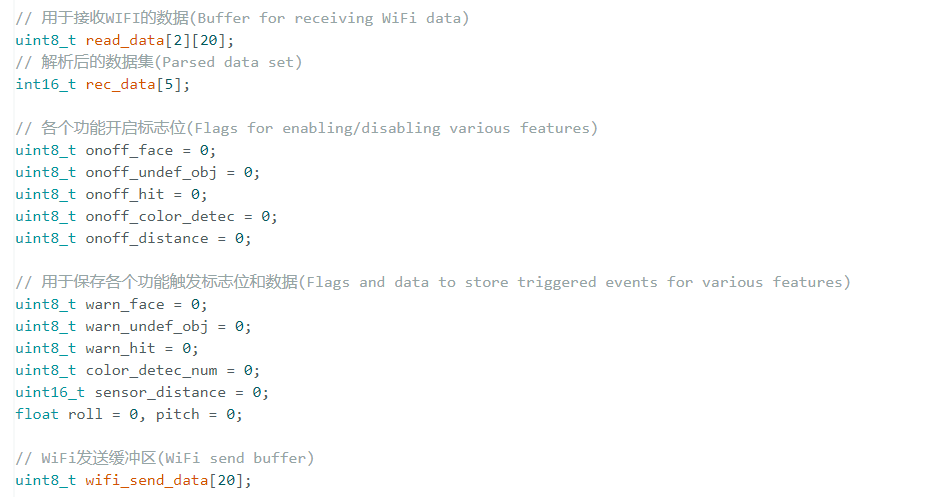 // 用于接收WIFI的数据(Buffer for receiving WiFi data)
uint8_t read_data[2][20];
// 解析后的数据集(Parsed data set)
int16_t rec_data[5];
// 各个功能开启标志位(Flags for enabling/disabling various features)
uint8_t onoff_face = 0;
uint8_t onoff_undef_obj = 0;
uint8_t onoff_hit = 0;
uint8_t onoff_color_detec = 0;
uint8_t onoff_distance = 0;
// 用于保存各个功能触发标志位和数据(Flags and data to store triggered events for various features)
uint8_t warn_face = 0;
uint8_t warn_undef_obj = 0;
uint8_t warn_hit = 0;
uint8_t color_detec_num = 0;
uint16_t sensor_distance = 0;
float roll = 0, pitch = 0;
// WiFi发送缓冲区(WiFi send buffer)
uint8_t wifi_send_data[20];